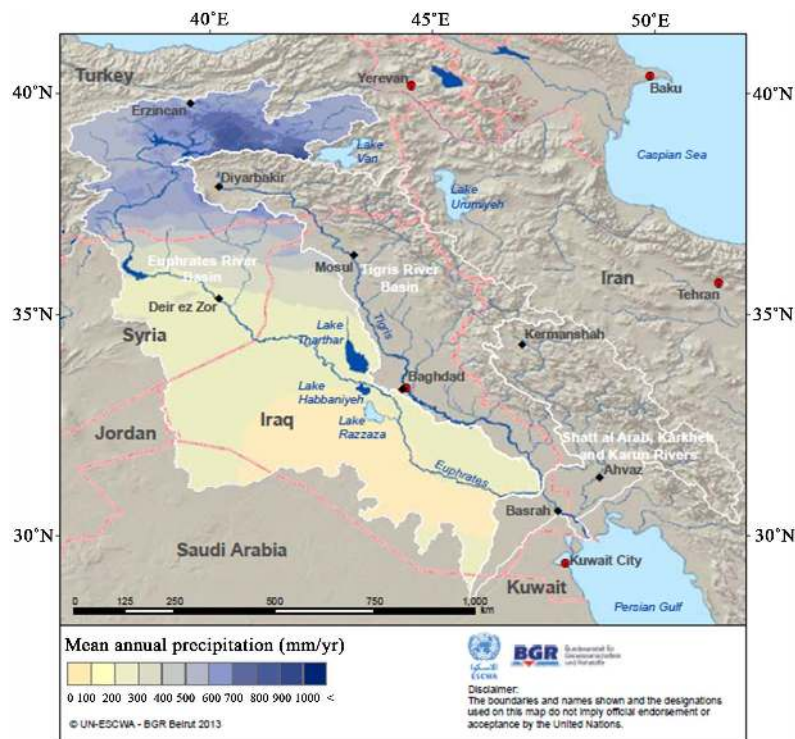 40°E 45°E 50°E
Turkey
Yerevan
Baku
40°N 40°N
Erzincan
Lake
Van
Caspian Sea
Diyarbakir
Lake
Urumiyeh
Euphrates River
Basin
Mosul
Tigris River
Basin
Iran
Tehran
35°N 35°N
Deir ez Zor
Syria
Lake
Tharthar
Tigris
Kermanshah
Baghdad
Lake
Habbaniyeh
Iraq
Lake
Razzaza
Jordan
Shatt al Arab, Karkheh
and Karun Rivers
Euphrates
Ahvaz
Basrah
30°N 30°N
Saudi Arabia
Kuwait City
Kuwait
Persian Gulf
0 125 250 500 750 1,000
km
Mean annual precipitation (mm/yr)
0 100 200 300 400 500 600 700 800 900 1000 <
© UN-ESCWA - BGR Beirut 2013
ESCWA
BGR
Bundesanstalt für
Geowissenschaften
und Rohstoffe
Disclaimer:
The boundaries and names shown and the designations
used on this map do not imply official endorsement or
acceptance by the United Nations.